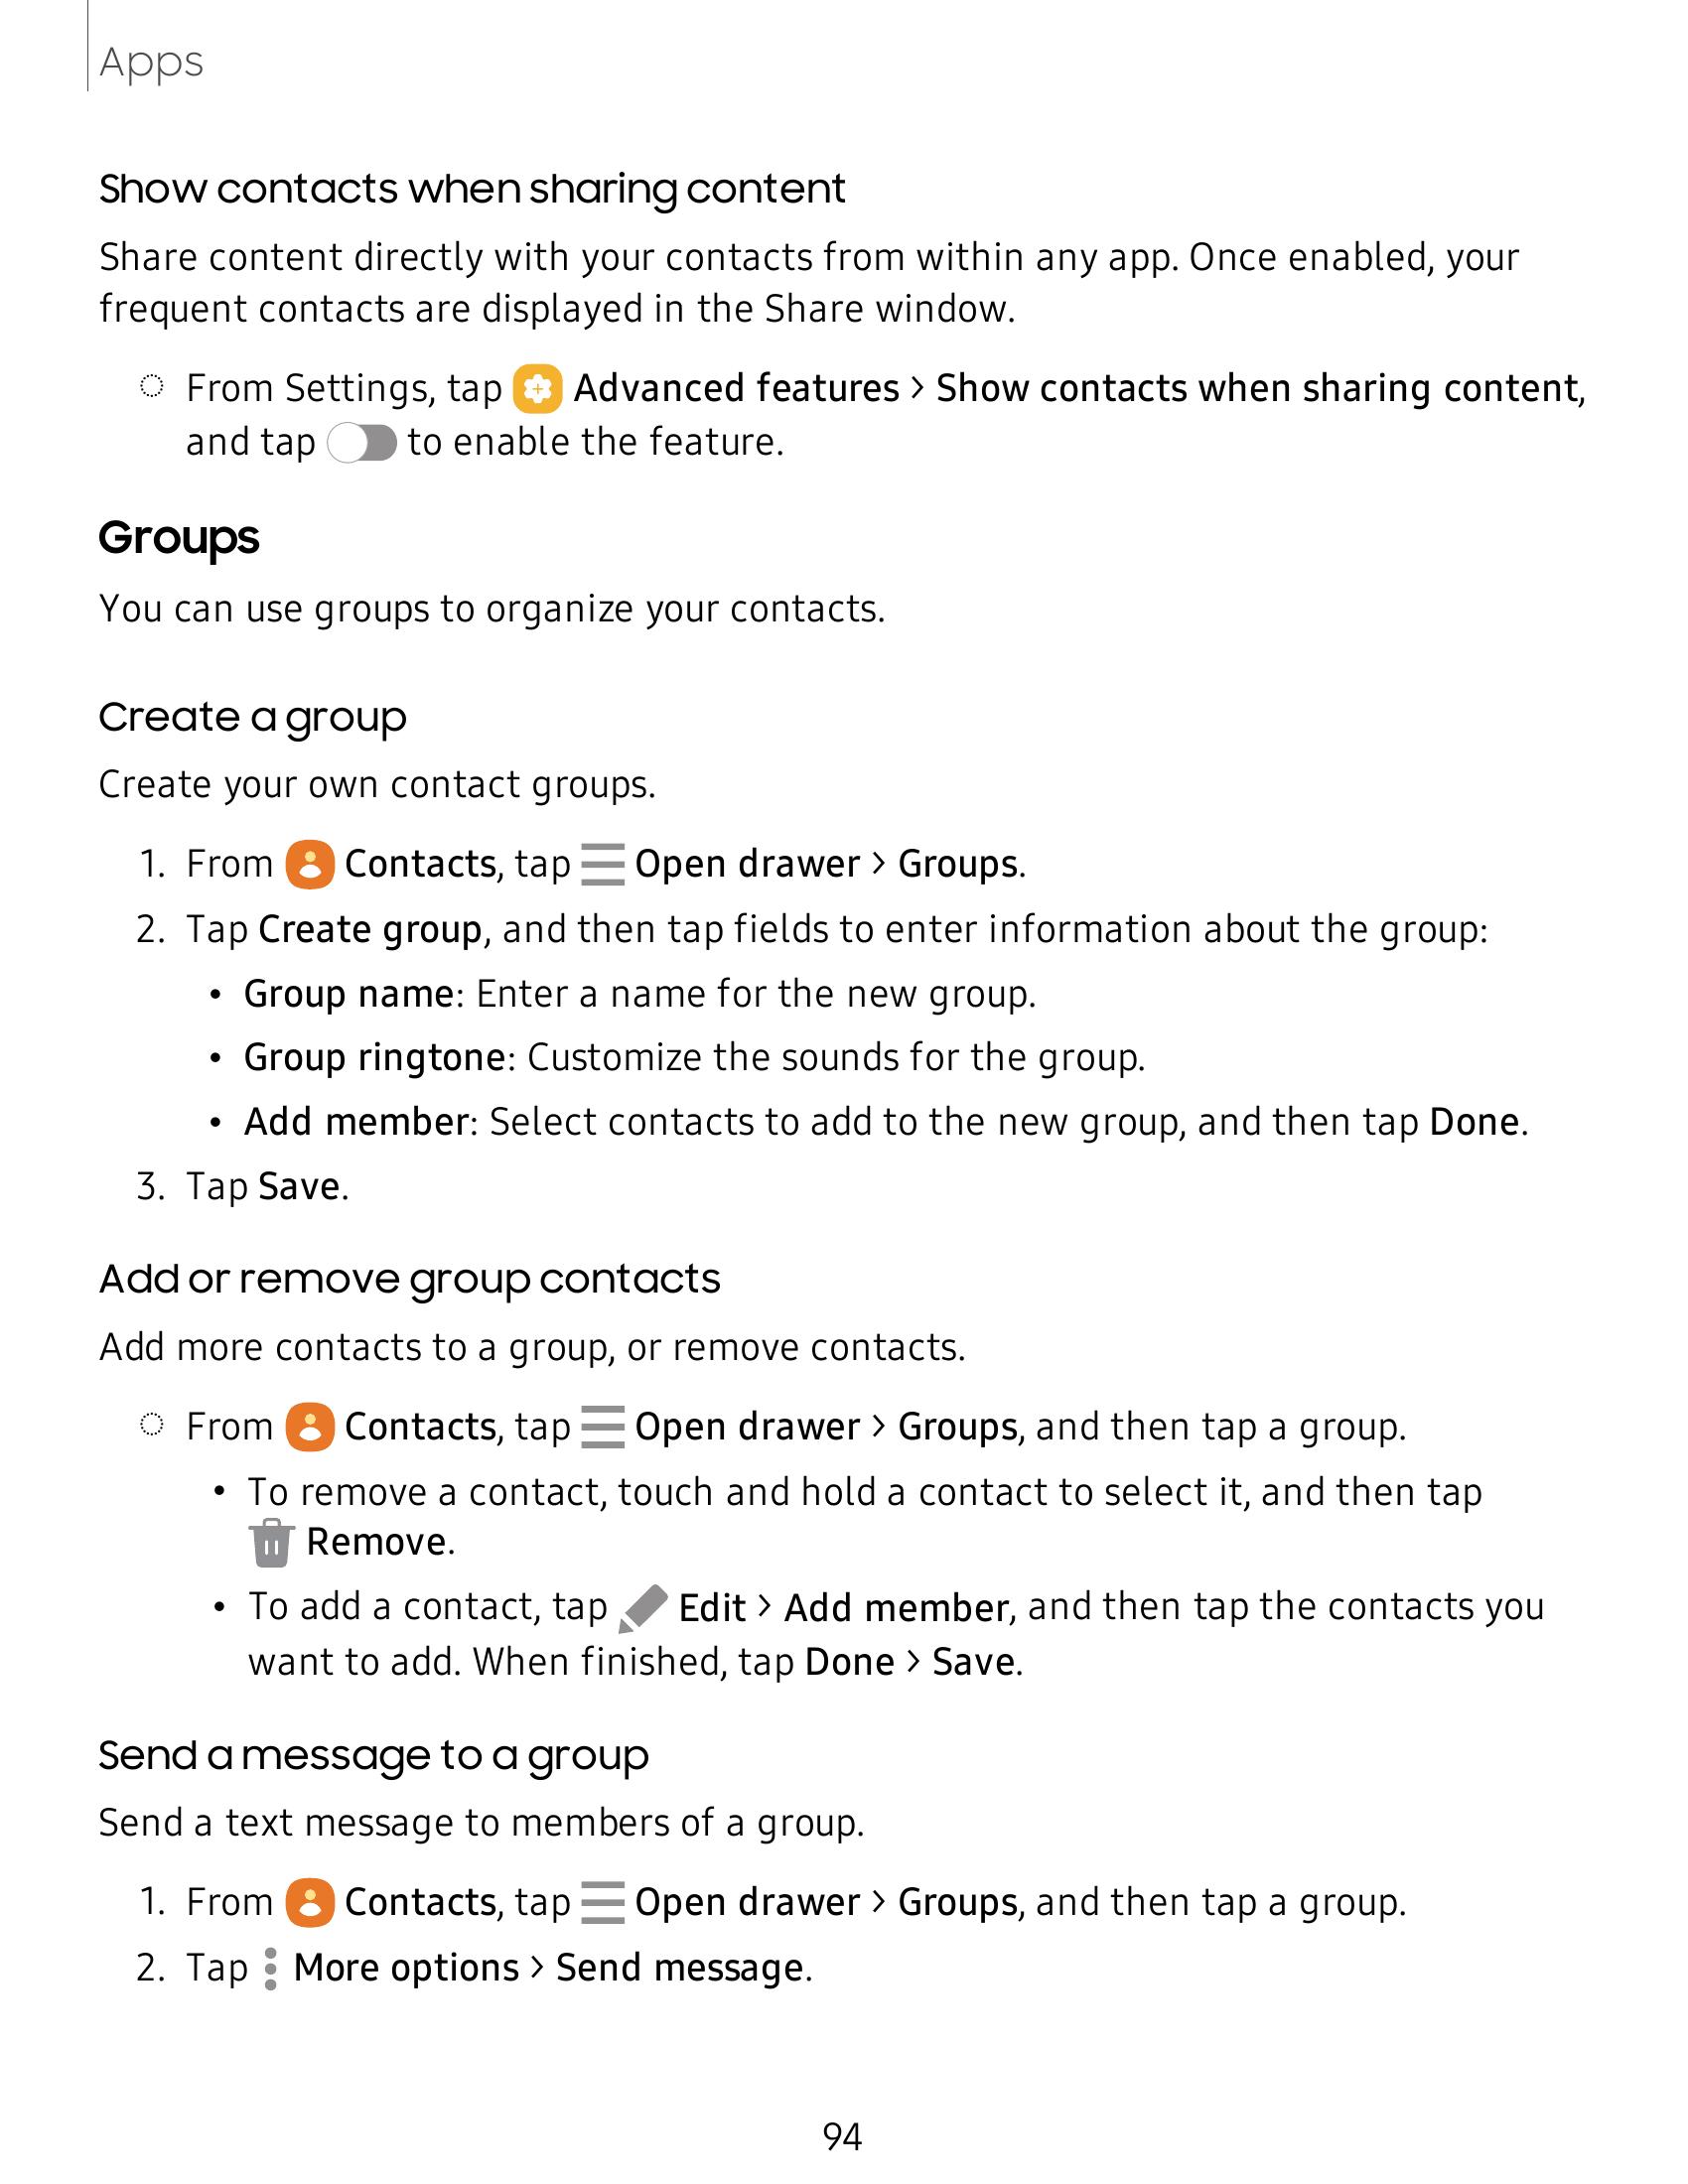 Apps
Show contacts when sharing content
Share content directly with your contacts from within any app. Once enabled, your
frequent contacts are displayed in the Share window.
From Settings, tap Advanced features > Show contacts when sharing content,
and tap to enable the feature.
Groups
You can use groups to organize your contacts.
Create a group
Create your own contact groups.
1. From Contacts, tap Open drawer > Groups.
2. Tap Create group, and then tap fields to enter information about the group:
• Group name: Enter a name for the new group.
• Group ringtone: Customize the sounds for the group.
• Add member: Select contacts to add to the new group, and then tap Done.
3. Tap Save.
Add or remove group contacts
Add more contacts to a group, or remove contacts.
From Contacts, tap Open drawer > Groups, and then tap a group.
• To remove a contact, touch and hold a contact to select it, and then tap
Remove.
• To add a contact, tap Edit > Add member, and then tap the contacts you
want to add. When finished, tap Done > Save.
Send a message to a group
Send a text message to members of a group.
1. From Contacts, tap Open drawer > Groups, and then tap a group.
2. Tap More options > Send message.
94